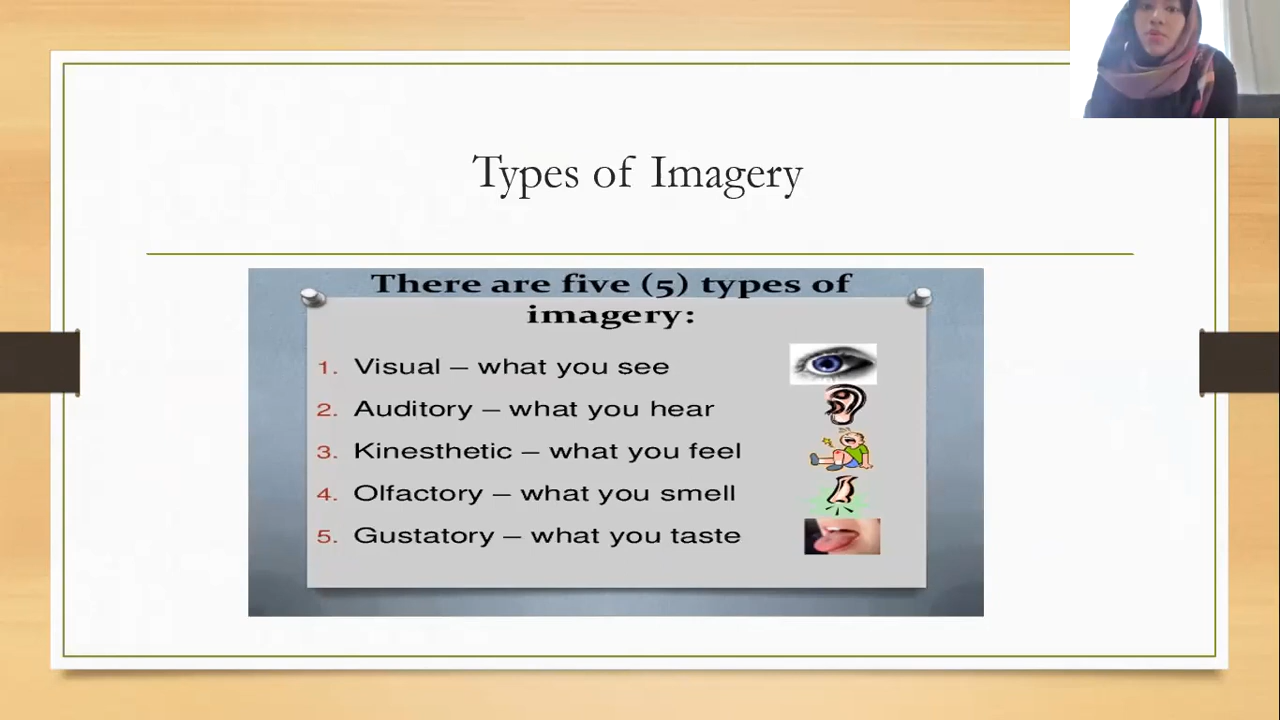 Types of Imagery
There are five (5) types of
imagery:
1. Visual – what you see
2. Auditory – what you hear
3. Kinesthetic – what you feel
4. Olfactory – what you smell
5. Gustatory – what you taste